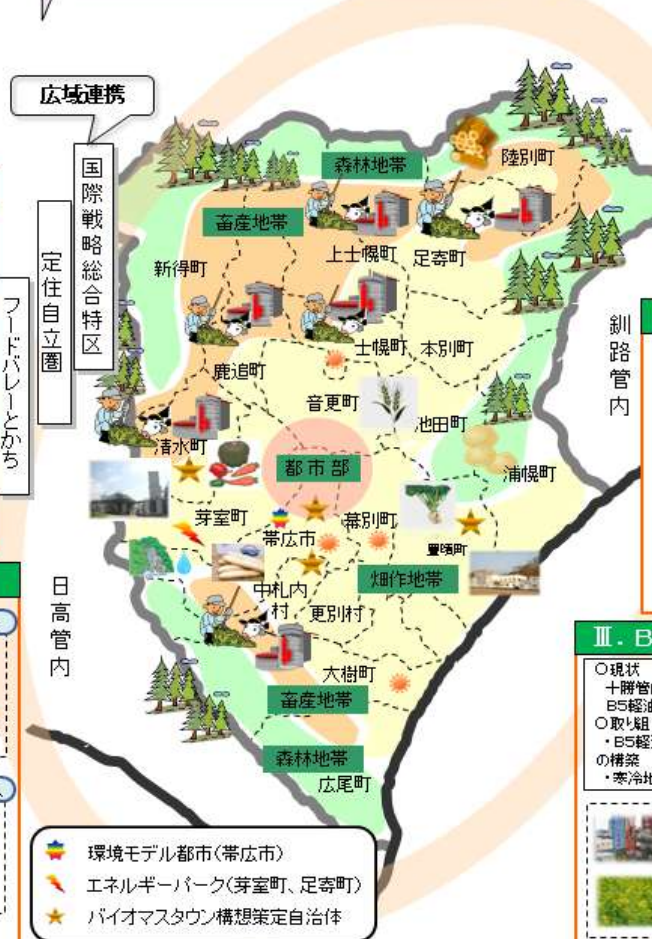 広域連携
国際戦略総合特区
定住自立圏
フードバレーとかち
森林地帯
陸別町
畜産地帯
上士幌町
足寄町
新得町
釧路管内
士幌町
本別町
鹿追町
音更町
池田町
清水町
都市部
浦幌町
芽室町
幕別町
帯広市
豊頃町
畑作地帯
中札内村
更別村
日高管内
大樹町
畜産地帯
森林地帯
広尾町
Ⅲ. B
○現状
十勝管
B5軽油
○取り組
・B5軽
の構築
・寒冷地
環境モデル都市(帯広市)
エネルギーパーク(芽室町、足寄町)
バイオマスタウン構想策定自治体